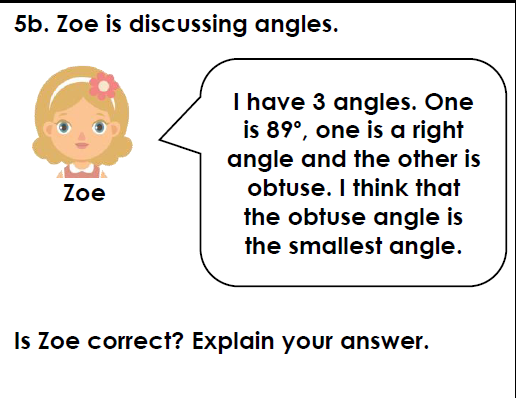 5b. Zoe is discussing angles.
I have 3 angles. One
is 89°, one is a right
angle and the other is
obtuse. I think that
the obtuse angle is
the smallest angle.
Zoe
Is Zoe correct? Explain your answer.